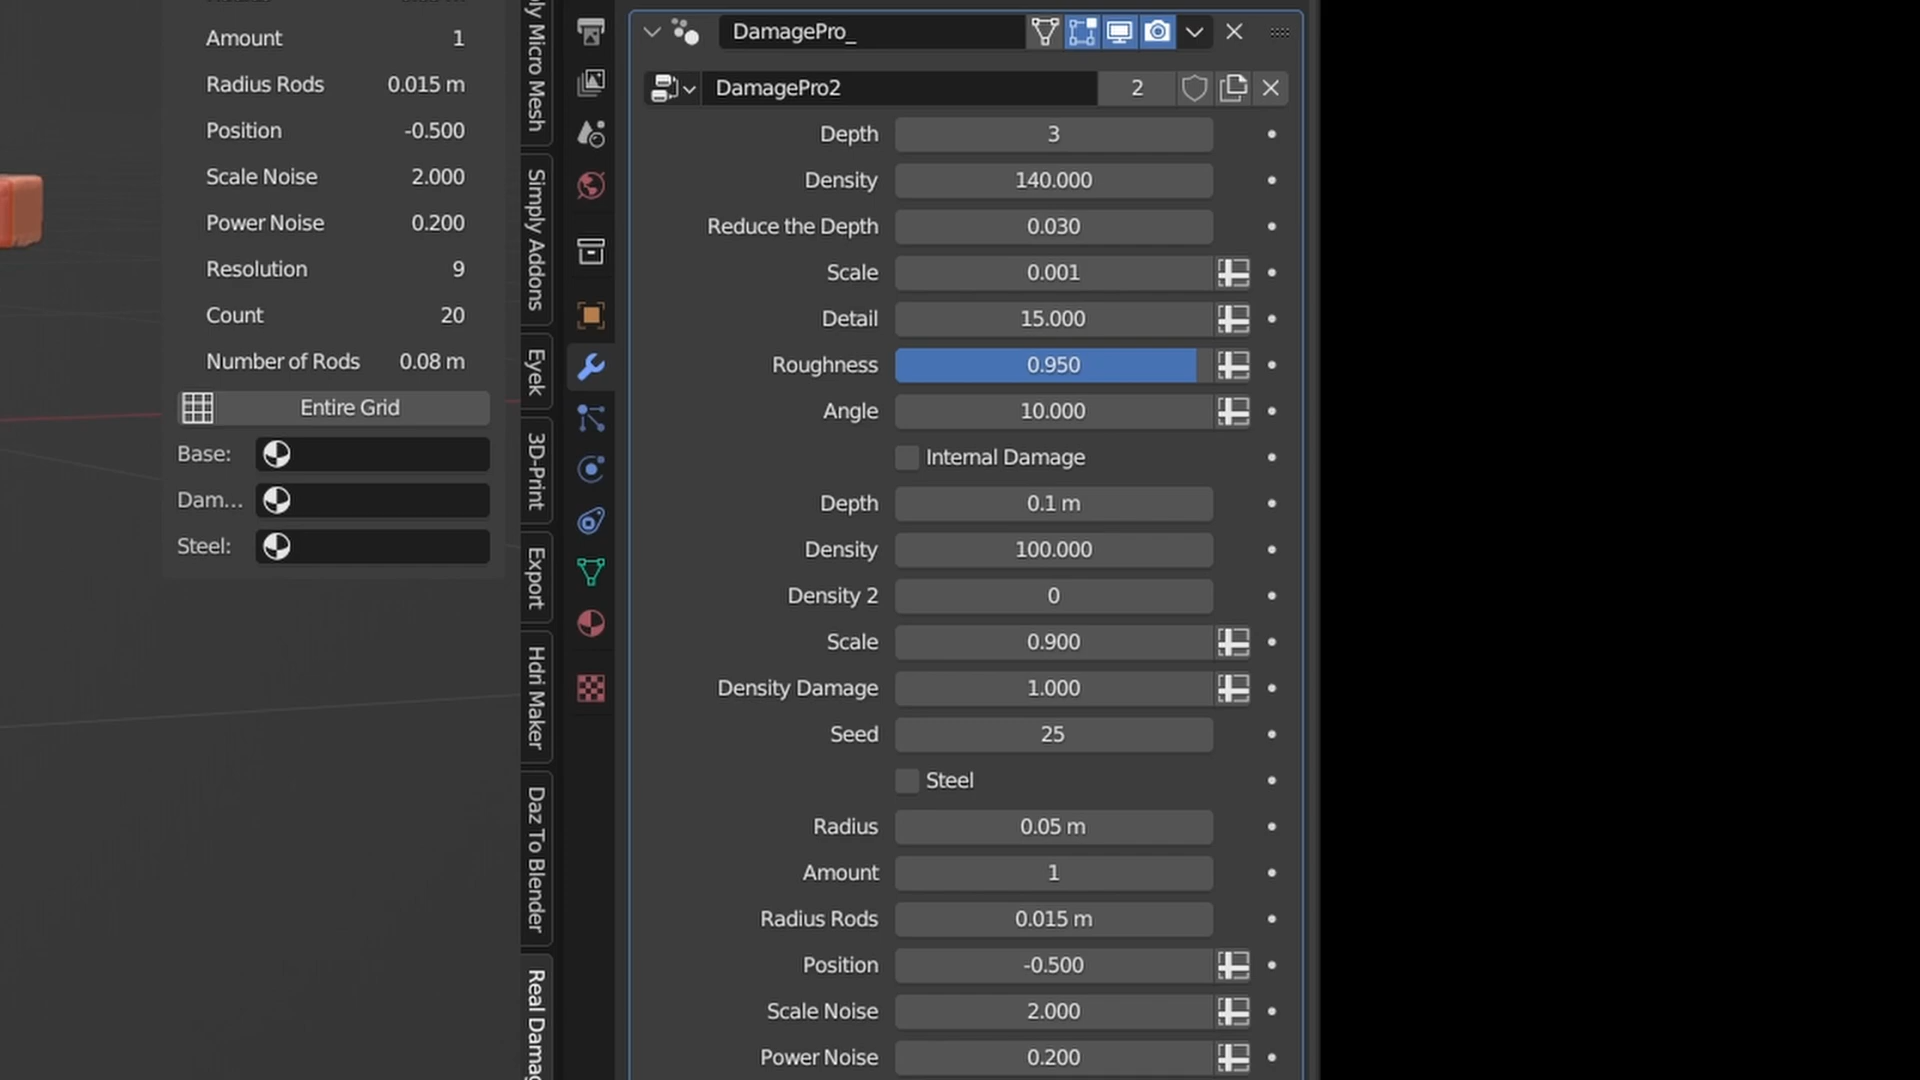 Amount 1
Radius Rods 0.015 m
Position -0.500
Scale Noise 2.000
Power Noise 0.200
Resolution 9
Count 20
Number of Rods 0.08 m
Entire Grid
Base:
Dam...
Steel:
ly Micro Mesh
Simply Addons
Eyek
3D-Print
Export
Hdri Maker
Daz To Blender
Real Damag
DamagePro_
DamagePro2 2
Depth 3
Density 140.000
Reduce the Depth 0.030
Scale 0.001
Detail 15.000
Roughness 0.950
Angle 10.000
Internal Damage
Depth 0.1 m
Density 100.000
Density 2 0
Scale 0.900
Density Damage 1.000
Seed 25
Steel
Radius 0.05 m
Amount 1
Radius Rods 0.015 m
Position -0.500
Scale Noise 2.000
Power Noise 0.200